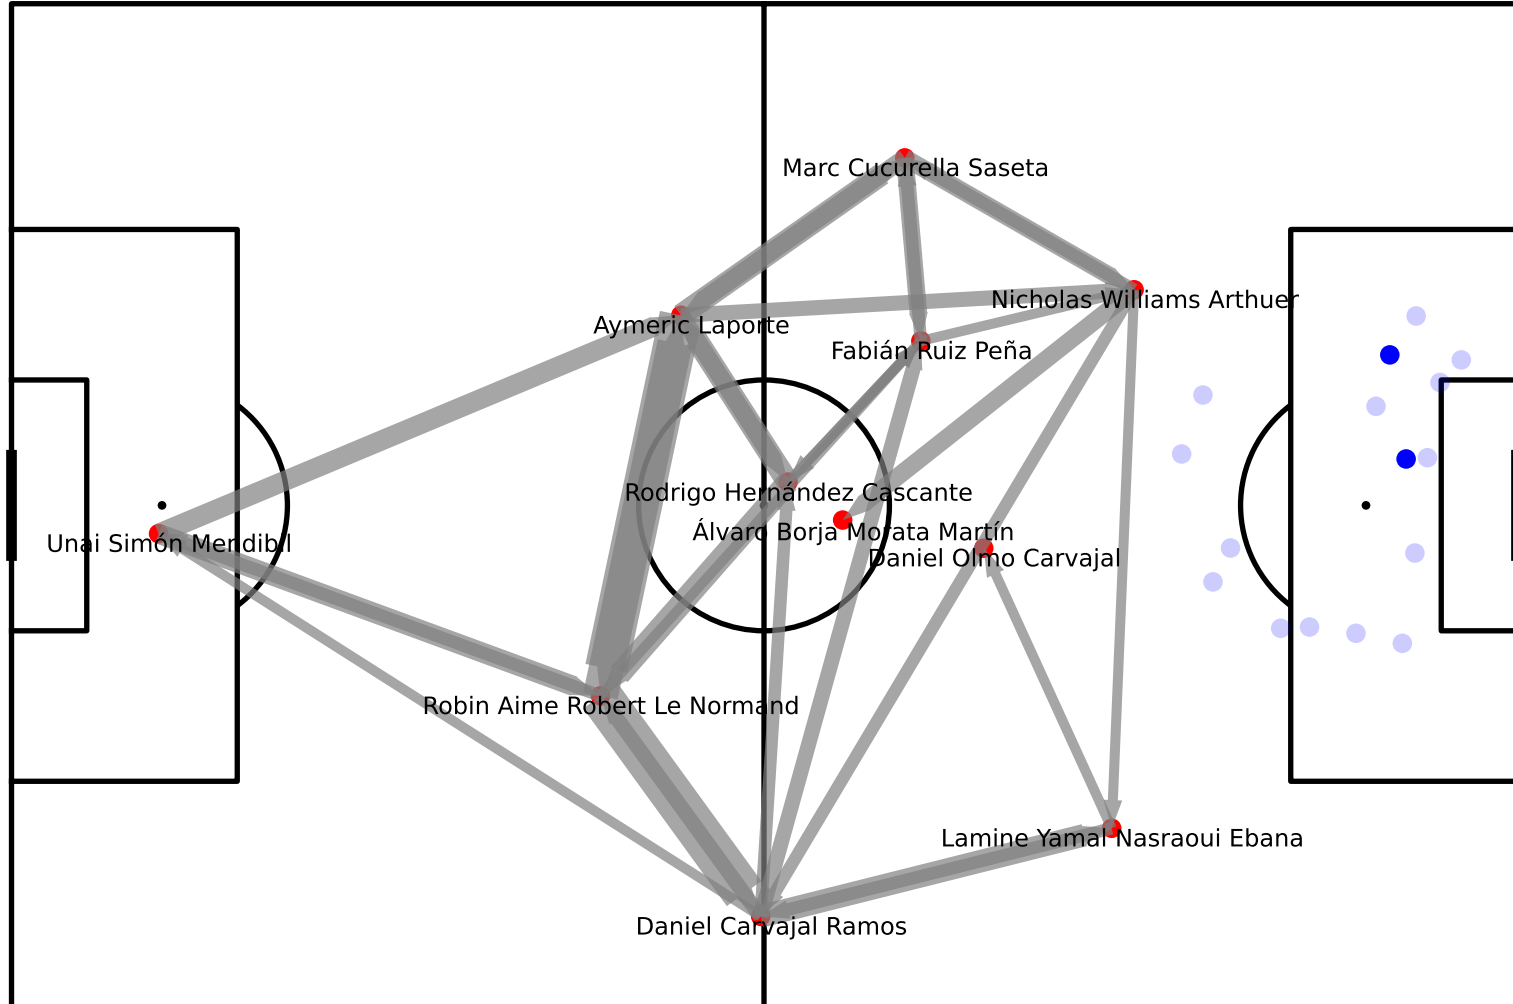 Marc Cucurella Saseta
Nicholas Williams Arthuer
Aymeric Laporte
Fabián Ruiz Peña
Rodrigo Hernández Cascante
Álvaro Borja Morata Martín
Unai Simón Mendibil
Daniel Olmo Carvajal
Robin Aime Robert Le Normand
Lamine Yamal Nasraoui Ebana
Daniel Carvajal Ramos